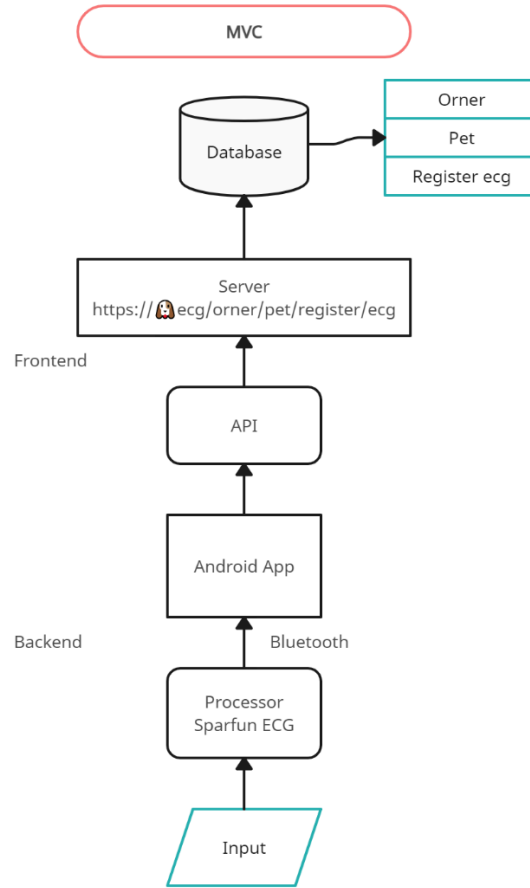 MVC
Database
Orner
Pet
Register ecg
Server
https://🐶ecg/orner/pet/register/ecg
Frontend
API
Android App
Backend
Bluetooth
Processor
Sparfun ECG
Input